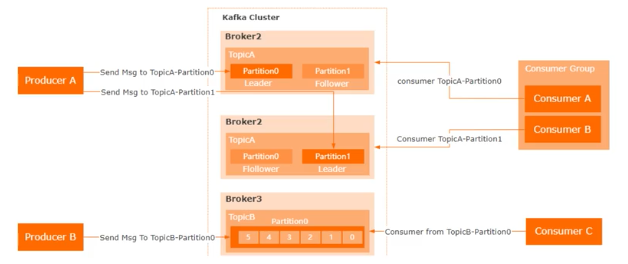 Kafka Cluster
Broker2
TopicA
Partition0
Partition1
Leader
Follower
Producer A
Send Msg to TopicA-Partition0
Send Msg to TopicA-Partition1
consumer TopicA-Partition0
Consumer Group
Consumer A
Consumer B
Broker2
TopicA
Partition0
Partition1
Flollower
Leader
Consumer TopicA-Partition1
Broker3
TopicB
Partition0
5 4 3 2 1 0
Producer B
Send Msg To TopicB-Partition0
Consumer from TopicB-Partition0
Consumer C